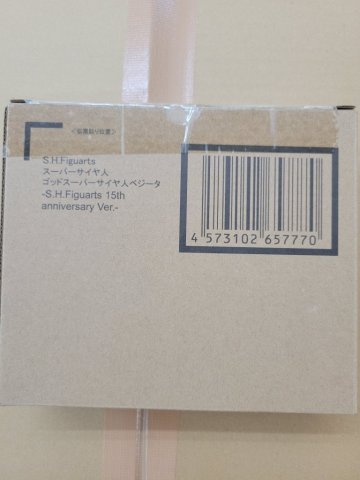 S.H.Figuarts
スーパーサイヤ人
ゴッドスーパーサイヤ人ベジータ
-S.H.Figuarts 15th
anniversary Ver.-
4 573102 657770